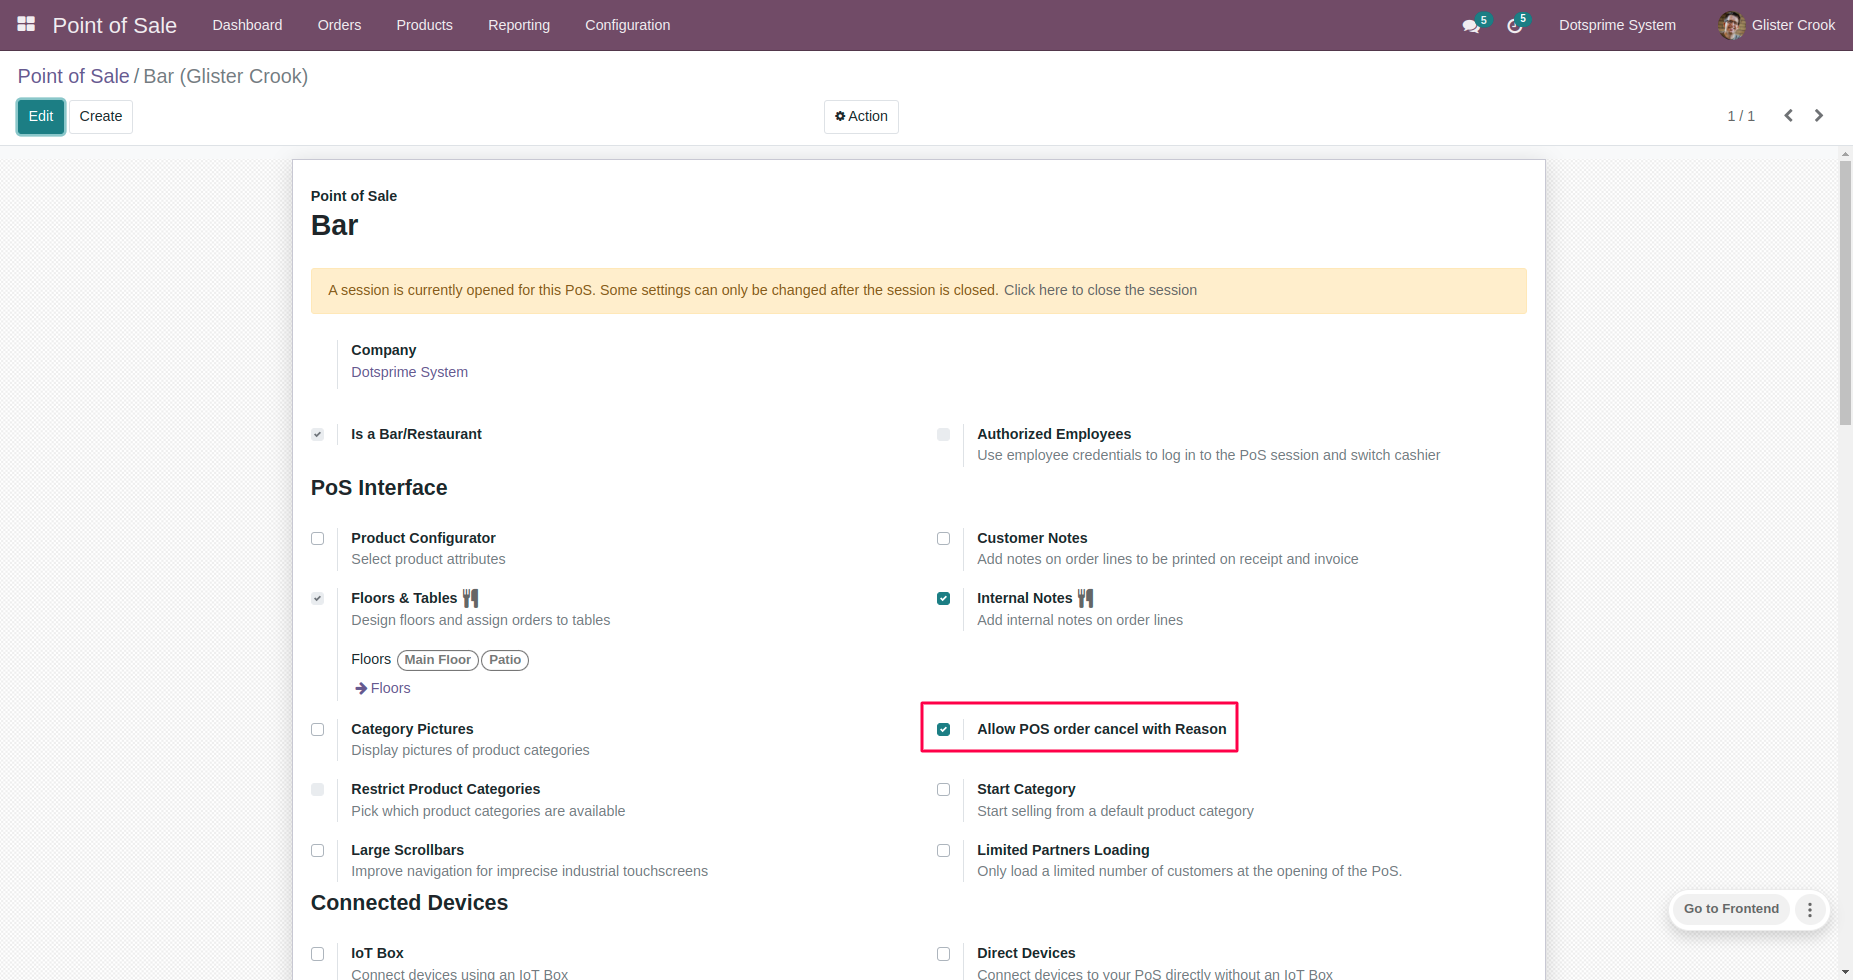 Point of Sale Dashboard Orders Products Reporting Configuration 5 5 Dotsprime System Glister Crook
Point of Sale / Bar (Glister Crook)
Edit Create Action 1 / 1
Point of Sale
Bar
A session is currently opened for this PoS. Some settings can only be changed after the session is closed. Click here to close the session
Company
Dotsprime System
Is a Bar/Restaurant
Authorized Employees
Use employee credentials to log in to the PoS session and switch cashier
PoS Interface
Product Configurator
Select product attributes
Customer Notes
Add notes on order lines to be printed on receipt and invoice
Floors & Tables
Design floors and assign orders to tables
Floors Main Floor Patio
Floors
Internal Notes
Add internal notes on order lines
Category Pictures
Display pictures of product categories
Allow POS order cancel with Reason
Restrict Product Categories
Pick which product categories are available
Start Category
Start selling from a default product category
Large Scrollbars
Improve navigation for imprecise industrial touchscreens
Limited Partners Loading
Only load a limited number of customers at the opening of the PoS.
Connected Devices
Go to Frontend
IoT Box
Connect devices using an IoT Box
Direct Devices
Connect devices to your PoS directly without an IoT Box